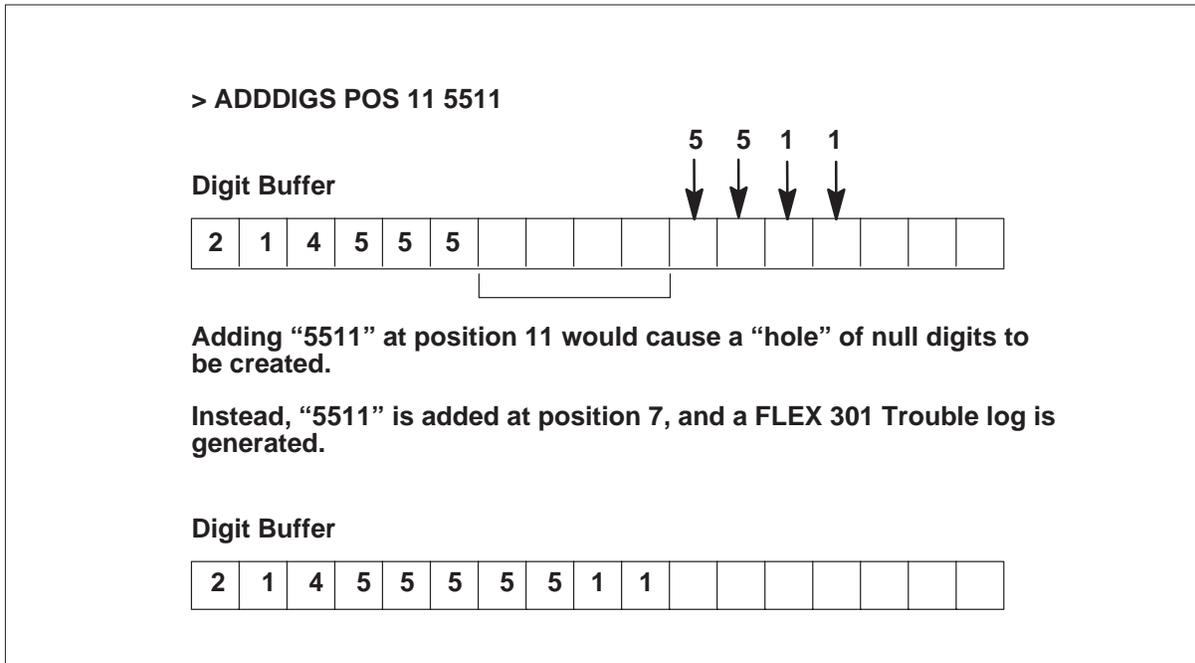 > ADDDIGS POS 11 5511
5 5 1 1
Digit Buffer
2 1 4 5 5 5
Adding “5511” at position 11 would cause a “hole” of null digits to
be created.
Instead, “5511” is added at position 7, and a FLEX 301 Trouble log is
generated.
Digit Buffer
2 1 4 5 5 5 5 5 1 1